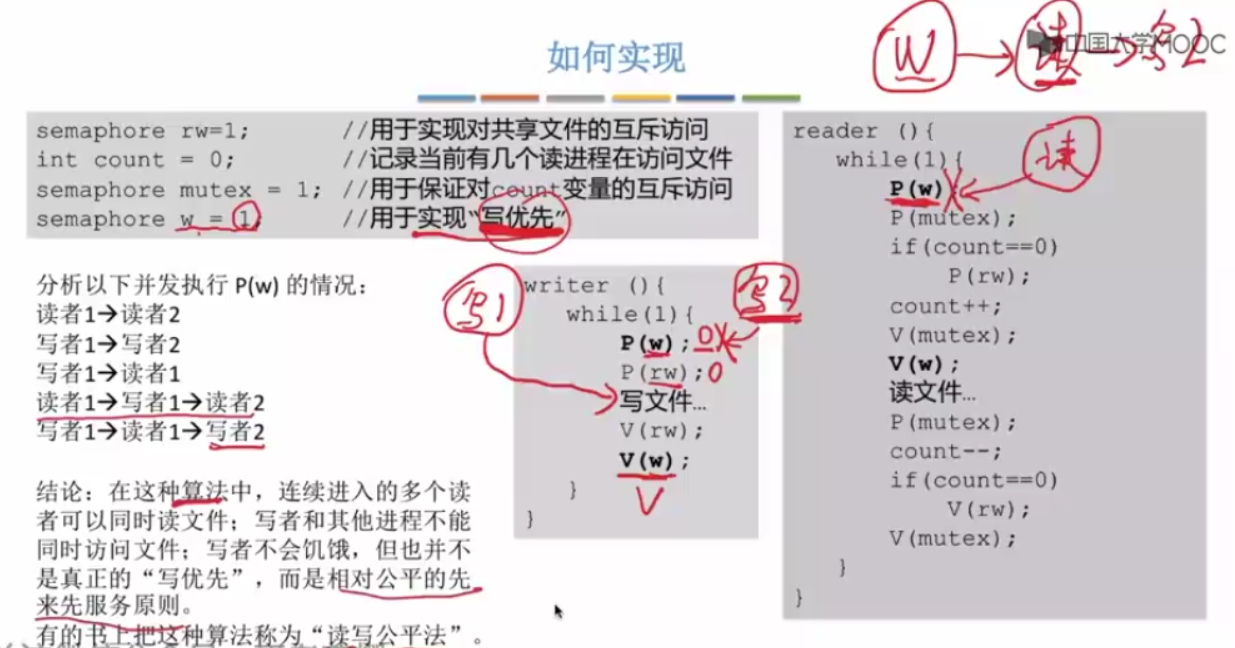 W → 读 → 写2
中国大学MOOC
如何实现
semaphore rw=1; //用于实现对共享文件的互斥访问
int count = 0; //记录当前有几个读进程在访问文件
semaphore mutex = 1; //用于保证对count变量的互斥访问
semaphore w = 1; //用于实现“写优先”
分析以下并发执行 P(w) 的情况：
读者1→读者2
写者1→写者2
写者1→读者1
读者1→写者1→读者2
写者1→读者1→写者2
结论：在这种算法中，连续进入的多个读
者可以同时读文件；写者和其他进程不能
同时访问文件；写者不会饥饿，但也并不
是真正的“写优先”，而是相对公平的先
来先服务原则。
有的书上把这种算法称为“读写公平法”。
写1
写2
writer (){
while(1){
P(w); 0
P(rw); 0
写文件…
V(rw);
V(w);
V
}
}
reader (){
while(1){
读
P(w);
P(mutex);
if(count==0)
P(rw);
count++;
V(mutex);
V(w);
读文件…
P(mutex);
count--;
if(count==0)
V(rw);
V(mutex);
}
}